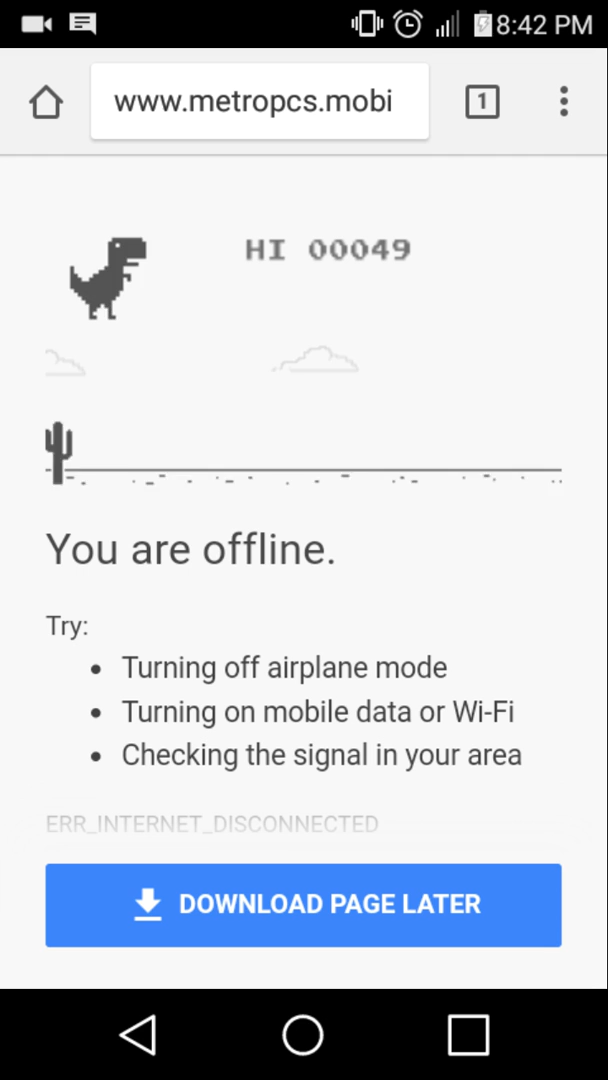 8:42 PM
www.metropcs.mobi
1
HI 00049
You are offline.
Try:
• Turning off airplane mode
• Turning on mobile data or Wi-Fi
• Checking the signal in your area
ERR_INTERNET_DISCONNECTED
DOWNLOAD PAGE LATER